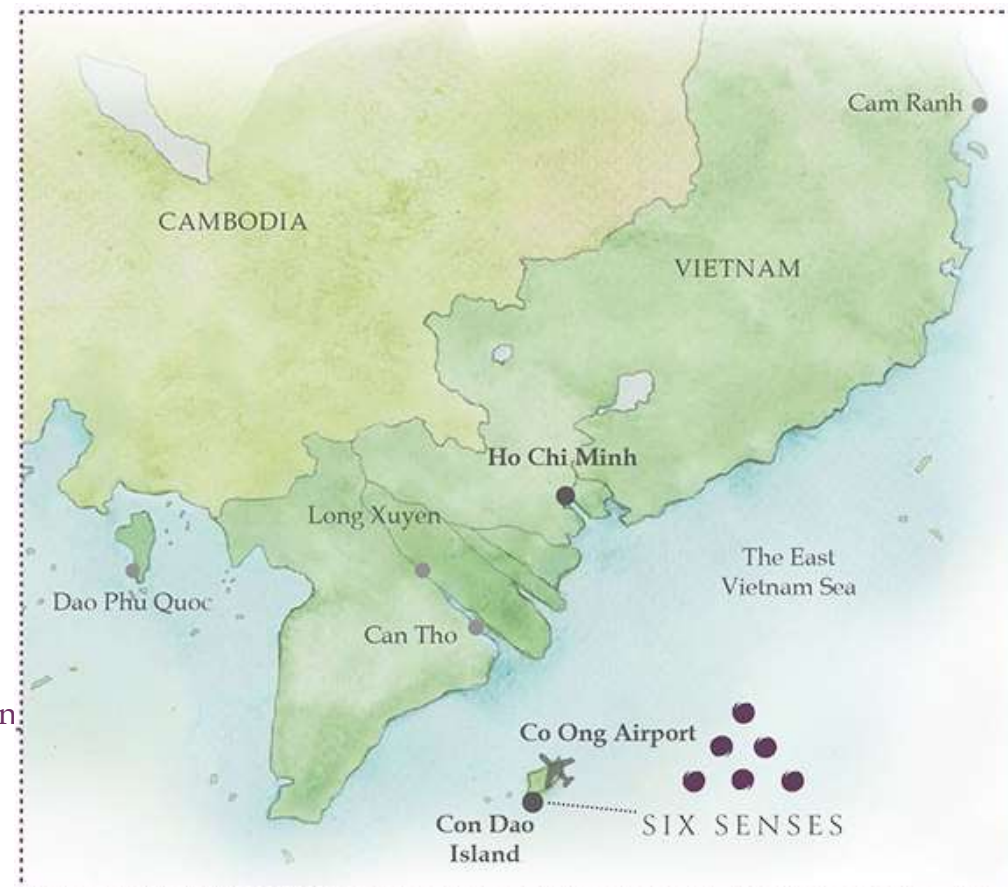 Cam Ranh
CAMBODIA
VIETNAM
Ho Chi Minh
Long Xuyen
The East
Vietnam Sea
Dao Phu Quoc
Can Tho
n
Co Ong Airport
Con Dao
Island
SIX SENSES